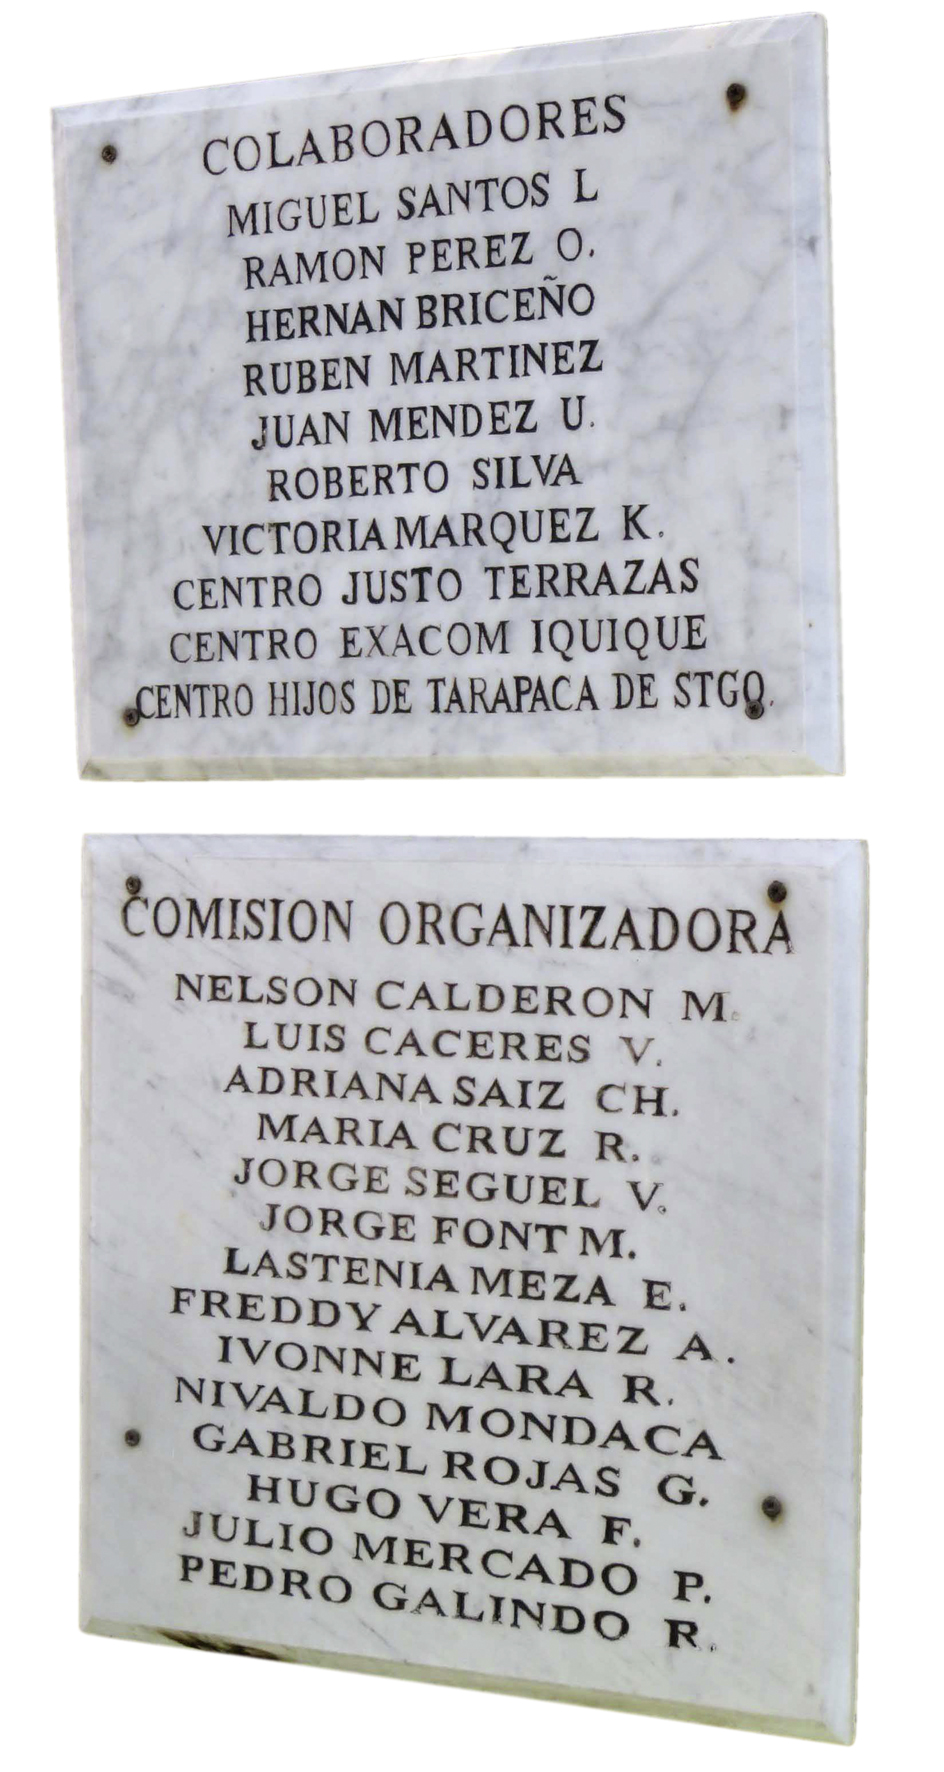 COLABORADORES
MIGUEL SANTOS L
RAMON PEREZ O.
HERNAN BRICEÑO
RUBEN MARTINEZ
JUAN MENDEZ U.
ROBERTO SILVA
VICTORIA MARQUEZ K.
CENTRO JUSTO TERRAZAS
CENTRO EXACOM IQUIQUE
CENTRO HIJOS DE TARAPACA DE STGO.
COMISION ORGANIZADORA
NELSON CALDERON M.
LUIS CACERES V.
ADRIANA SAIZ CH.
MARIA CRUZ R.
JORGE SEGUEL V.
JORGE FONT M.
LASTENIA MEZA E.
FREDDY ALVAREZ A.
IVONNE LARA R.
NIVALDO MONDACA
GABRIEL ROJAS G.
HUGO VERA F.
JULIO MERCADO P.
PEDRO GALINDO R.